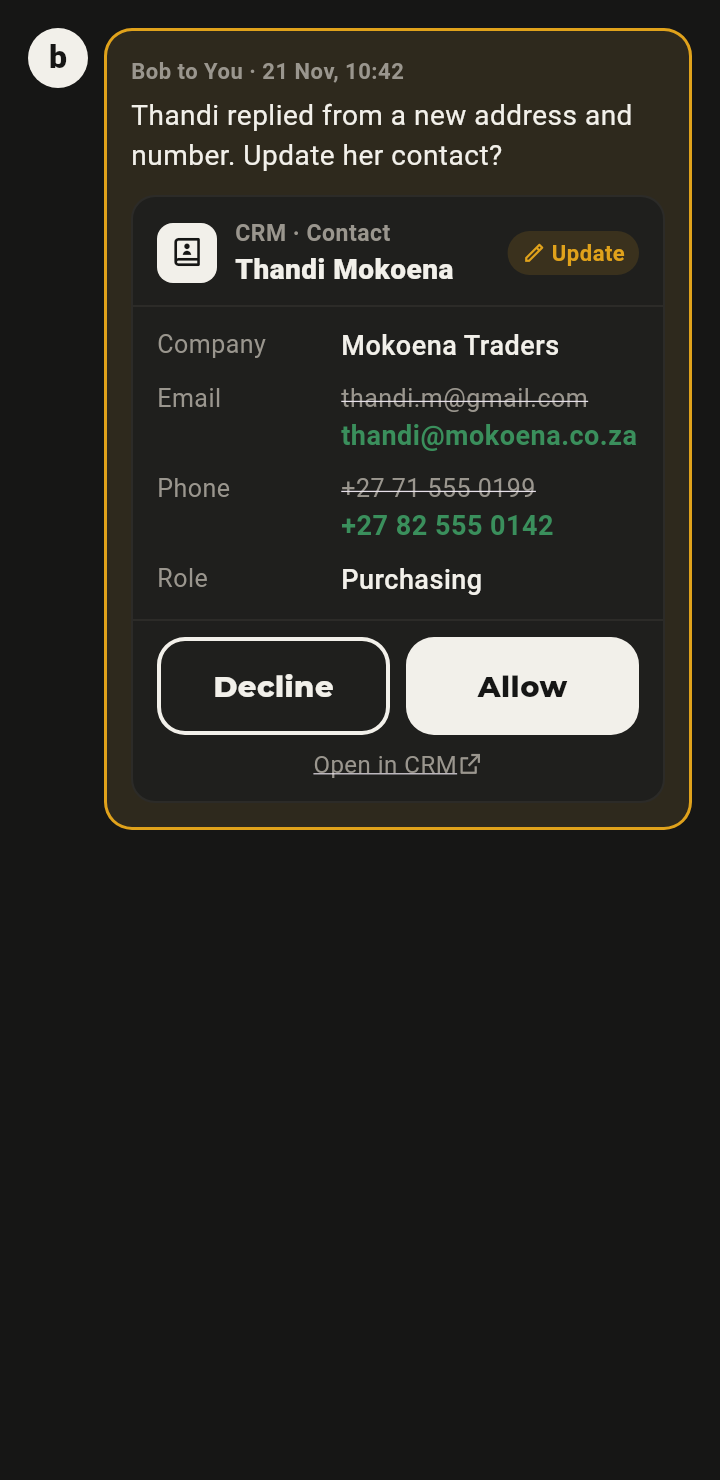 b
Bob to You · 21 Nov, 10:42
Thandi replied from a new address and
number. Update her contact?
CRM · Contact
Thandi Mokoena
Update
Company
Mokoena Traders
Email
thandi.m@gmail.com
thandi@mokoena.co.za
Phone
+27 71 555 0199
+27 82 555 0142
Role
Purchasing
Decline
Allow
Open in CRM